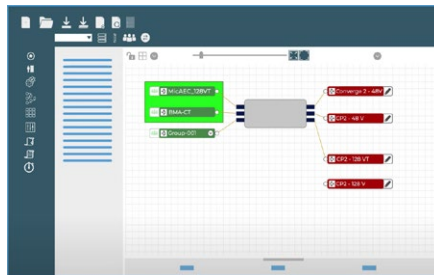 MicAEC_128VT
BMA-CT
Group-001
Converge 2 - 48V
CP2 - 48 V
CP2 - 128 VT
CP2 - 128 V